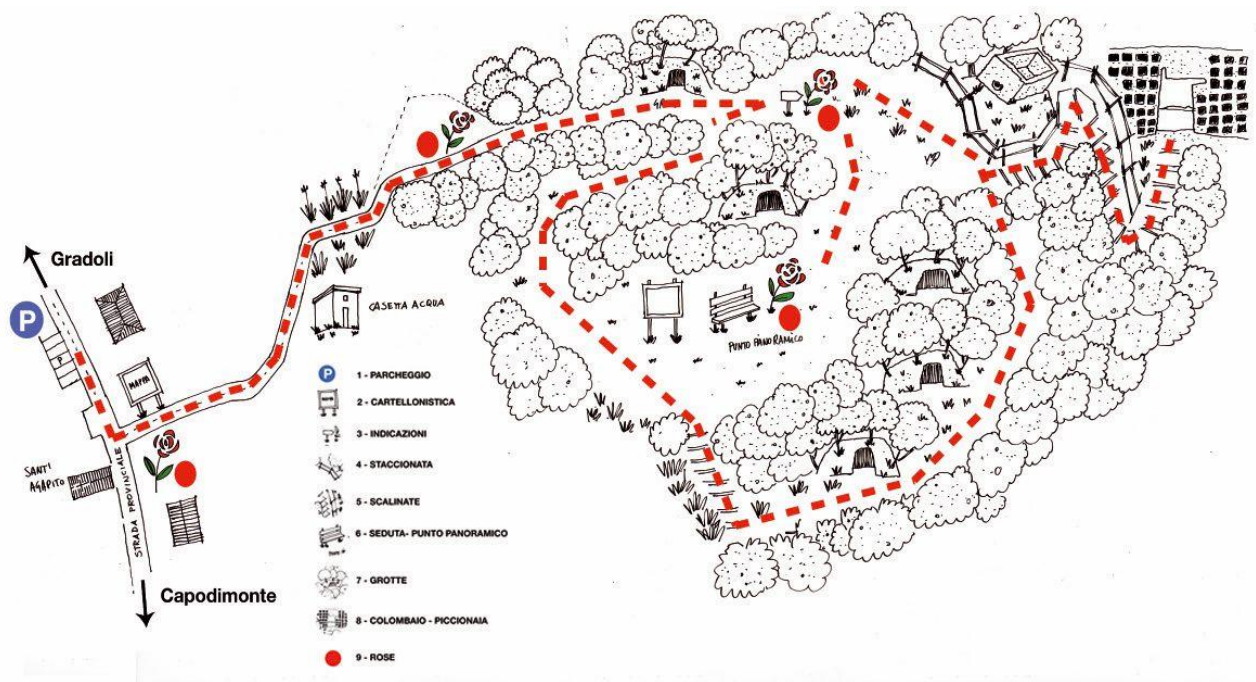 Gradoli
P
P
MAPPA
CASETTA ACQUA
SANT'
AGAPITO
STRADA PROVINCIALE
Capodimonte
PUNTO PANORAMICO
P 1 - PARCHEGGIO
2 - CARTELLONISTICA
3 - INDICAZIONI
4 - STACCIONATA
5 - SCALINATE
6 - SEDUTA- PUNTO PANORAMICO
7 - GROTTE
8 - COLOMBAIO - PICCIONAIA
9 - ROSE